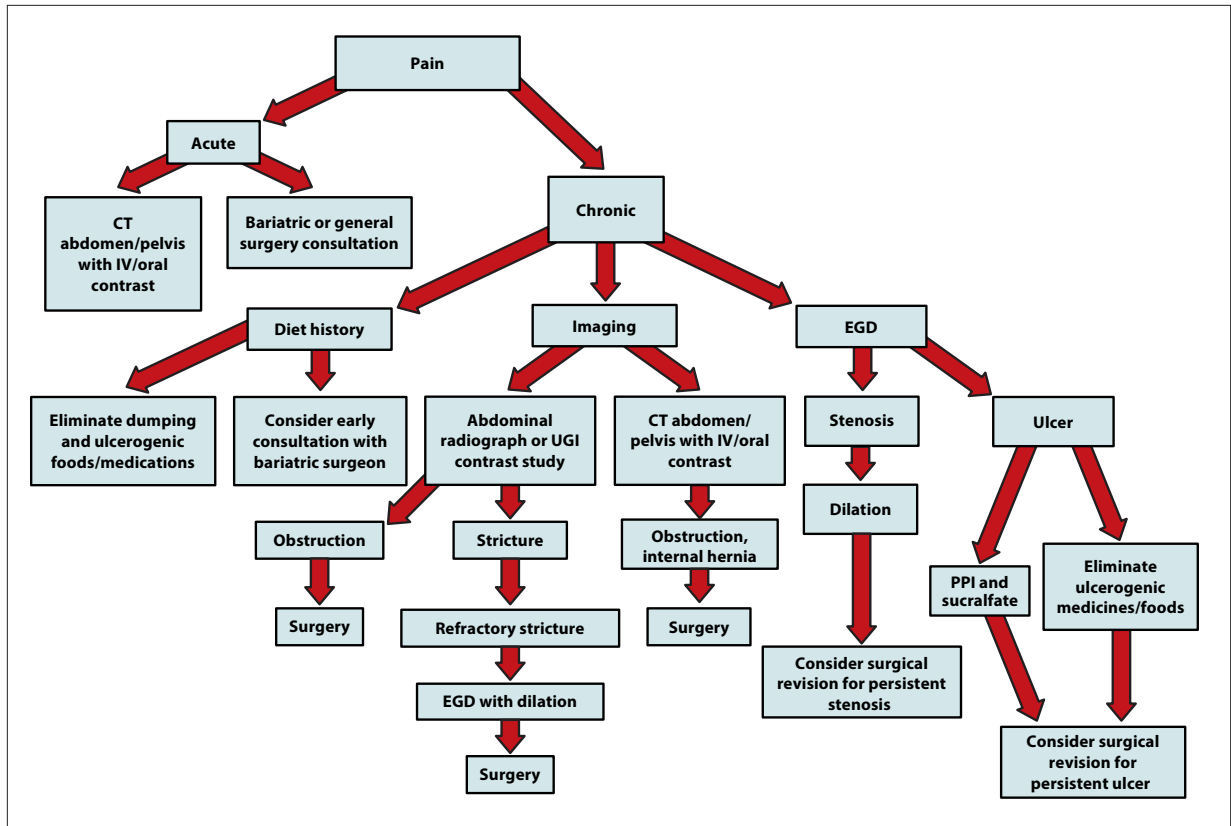 Pain
Acute
CT
abdomen/pelvis
with IV/oral
contrast
Bariatric or general
surgery consultation
Chronic
Diet history
Imaging
EGD
Eliminate dumping
and ulcerogenic
foods/medications
Consider early
consultation with
bariatric surgeon
Abdominal
radiograph or UGI
contrast study
CT abdomen/
pelvis with IV/oral
contrast
Stenosis
Ulcer
Obstruction
Stricture
Obstruction,
internal hernia
Dilation
PPI and
sucralfate
Eliminate
ulcerogenic
medicines/foods
Surgery
Refractory stricture
Surgery
Consider surgical
revision for persistent
stenosis
EGD with dilation
Surgery
Consider surgical
revision for
persistent ulcer